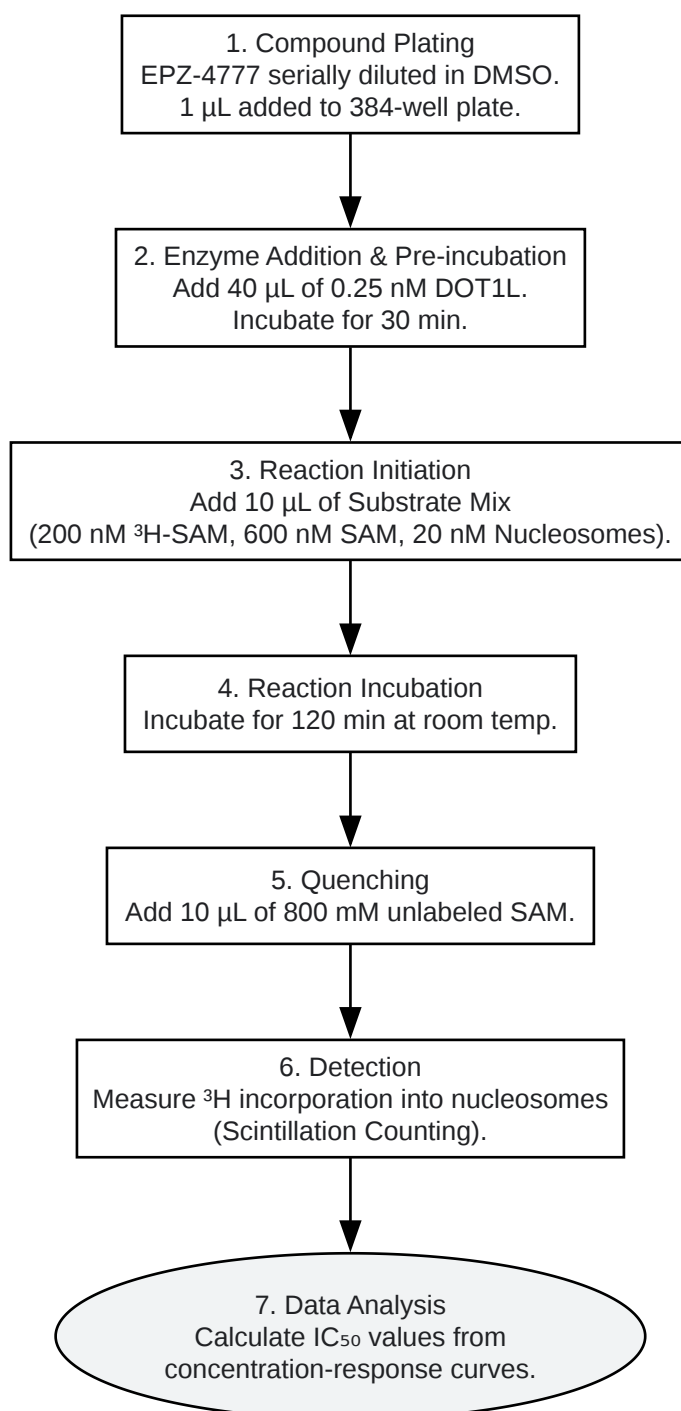 1. Compound Plating
EPZ-4777 serially diluted in DMSO.
1 µL added to 384-well plate.
2. Enzyme Addition & Pre-incubation
Add 40 µL of 0.25 nM DOT1L.
Incubate for 30 min.
3. Reaction Initiation
Add 10 µL of Substrate Mix
(200 nM ³H-SAM, 600 nM SAM, 20 nM Nucleosomes).
4. Reaction Incubation
Incubate for 120 min at room temp.
5. Quenching
Add 10 µL of 800 mM unlabeled SAM.
6. Detection
Measure ³H incorporation into nucleosomes
(Scintillation Counting).
7. Data Analysis
Calculate IC₅₀ values from
concentration-response curves.